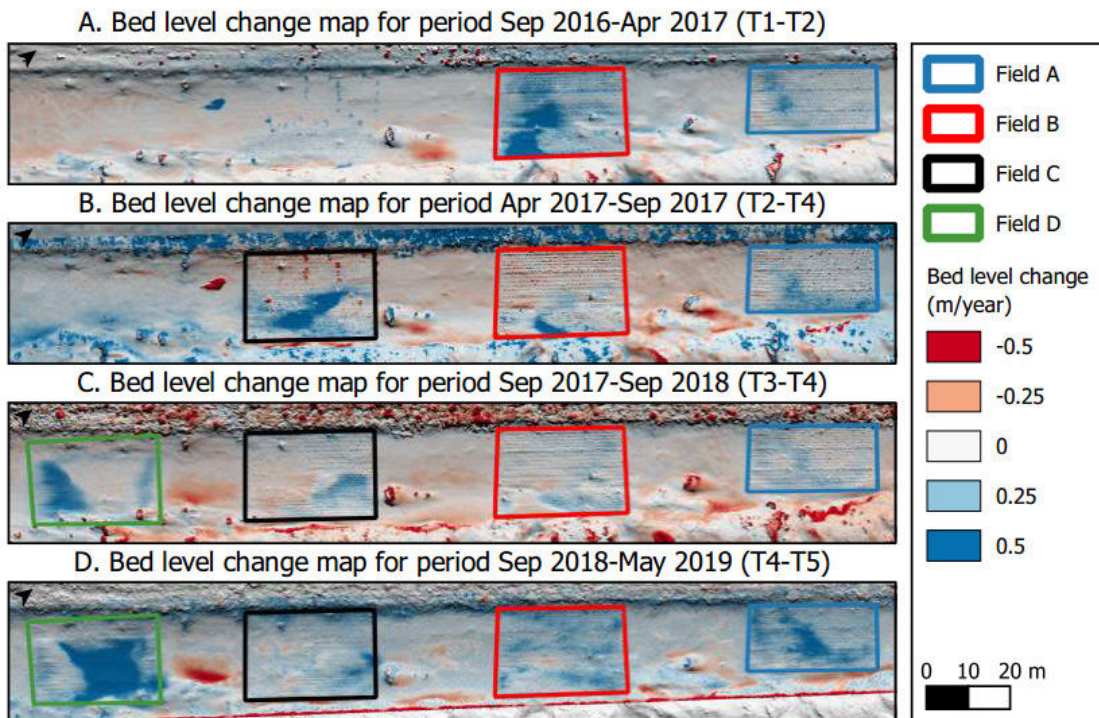 A. Bed level change map for period Sep 2016-Apr 2017 (T1-T2)
B. Bed level change map for period Apr 2017-Sep 2017 (T2-T4)
C. Bed level change map for period Sep 2017-Sep 2018 (T3-T4)
D. Bed level change map for period Sep 2018-May 2019 (T4-T5)
Field A
Field B
Field C
Field D
Bed level change
(m/year)
-0.5
-0.25
0
0.25
0.5
0 10 20 m